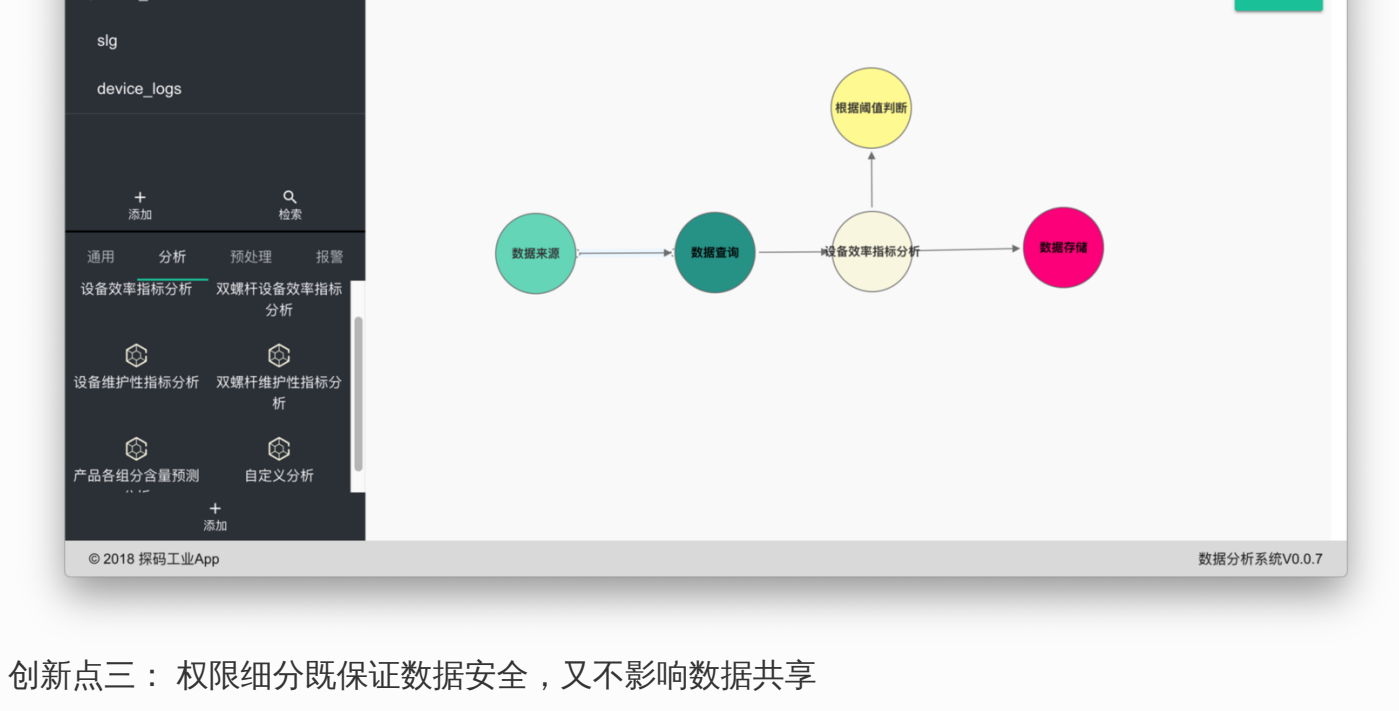 slg
device_logs
添加
检索
通用
分析
预处理
报警
设备效率指标分析
双螺杆设备效率指标
分析
设备维护性指标分析
双螺杆维护性指标分
析
产品各组分含量预测
自定义分析
添加
根据阈值判断
数据来源
数据查询
设备效率指标分析
数据存储
© 2018 探码工业App
数据分析系统V0.0.7
创新点三： 权限细分既保证数据安全，又不影响数据共享